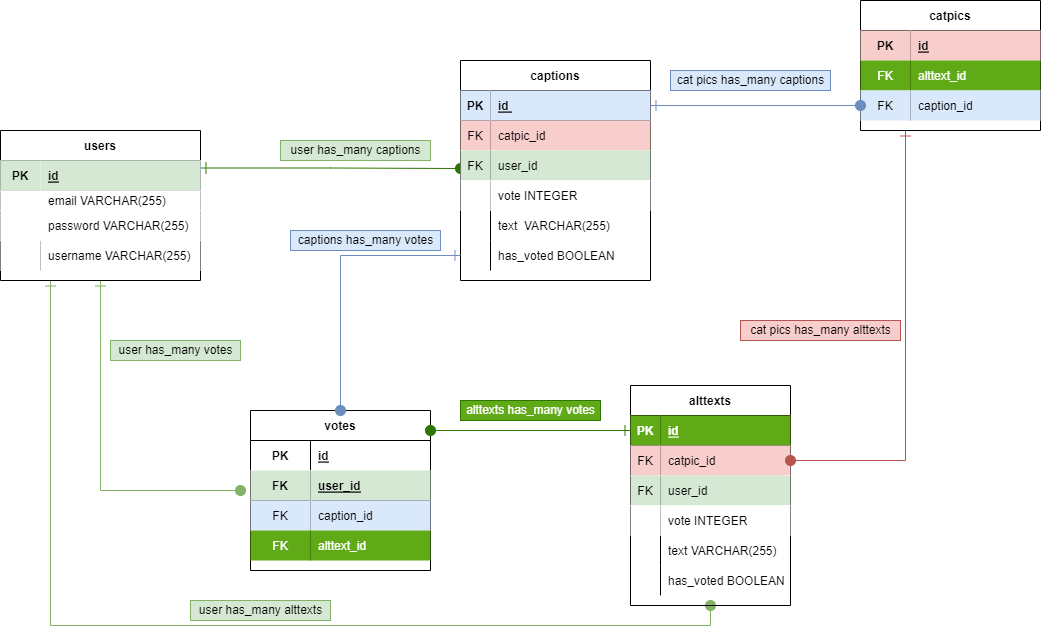 catpics
PK id
FK alttext_id
FK caption_id
cat pics has_many captions
captions
PK id
FK catpic_id
FK user_id
vote INTEGER
text VARCHAR(255)
has_voted BOOLEAN
user has_many captions
users
PK id
email VARCHAR(255)
password VARCHAR(255)
username VARCHAR(255)
captions has_many votes
cat pics has_many alttexts
user has_many votes
votes
PK id
FK user_id
FK caption_id
FK alttext_id
alttexts has_many votes
alttexts
PK id
FK catpic_id
FK user_id
vote INTEGER
text VARCHAR(255)
has_voted BOOLEAN
user has_many alttexts